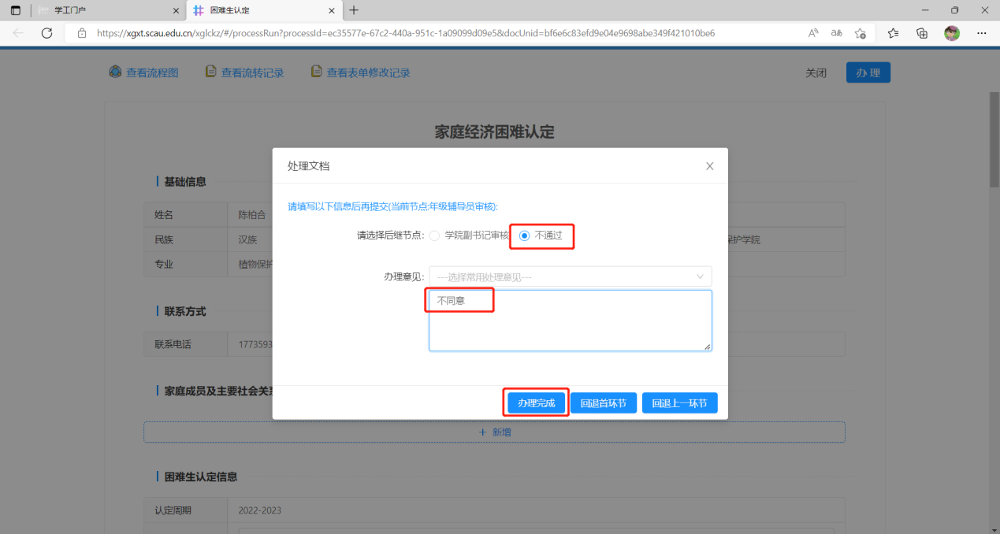 学工门户
困难生认定
https://xgxt.scau.edu.cn/xglckz/#/processRun?processId=ec35577e-67c2-440a-951c-1a09099d09e5&docUnid=bf6e6c83efd9e04e9698abe349f421010be6
查看流程图 查看流转记录 查看表单修改记录 关闭 办 理
家庭经济困难认定
处理文档
基础信息
请填写以下信息后再提交(当前节点:年级辅导员审核):
姓名 陈柏合
请选择后继节点: 学院副书记审核 不通过
民族 汉族 保护学院
专业 植物保护
办理意见: ---选择常用处理意见---
不同意
联系方式
联系电话 1773593
家庭成员及主要社会关系
办理完成 回退首环节 回退上一环节
+ 新增
困难生认定信息
认定周期 2022-2023